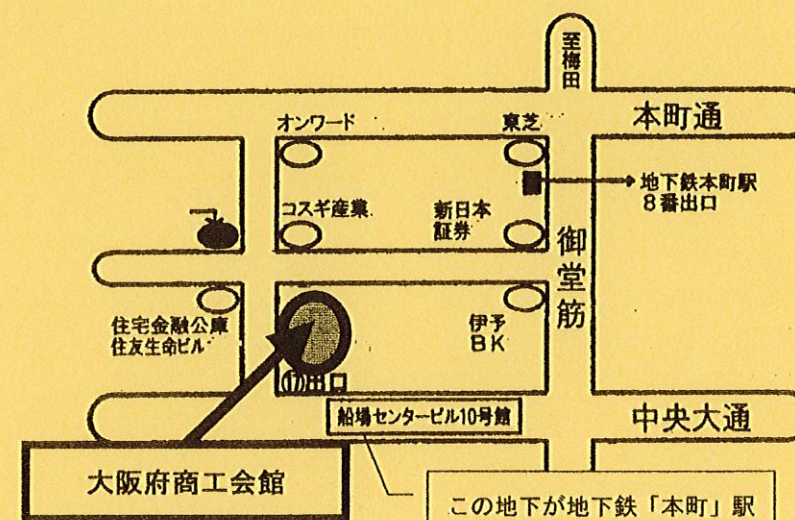 至梅田
本町通
オンワード
東芝
地下鉄本町駅
8番出口
コスギ産業
新日本
証券
御堂筋
住宅金融公庫
住友生命ビル
伊予
BK
⑰出口
船場センタービル10号館
中央大通
大阪府商工会館
この地下が地下鉄「本町」駅